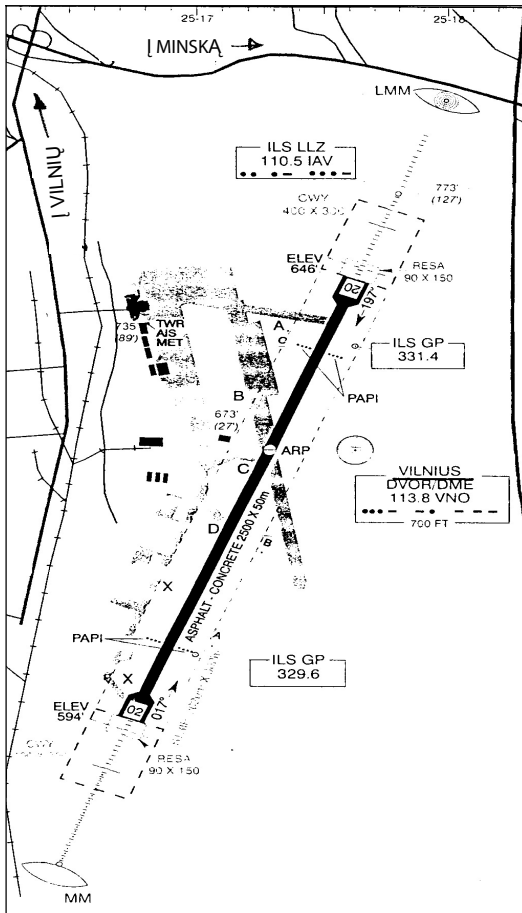 25-17
25-18
Į MINSKĄ
LMM
Į VILNIŲ
ILS LLZ
110.5 IAV
773'
(127')
CWY
ELEV
646'
RESA
90 X 150
20
197°
735
(89')
TWR
AIS
MET
A
C
ILS GP
331.4
PAPI
B
673'
(27')
ARP
C
VILNIUS
DVOR/DME
113.8 VNO
700 FT
D
B
ASPHALT - CONCRETE 2500 X 50m
X
PAPI
A
ILS GP
329.6
X
ELEV
594'
02
017°
CWY
RESA
90 X 150
MM